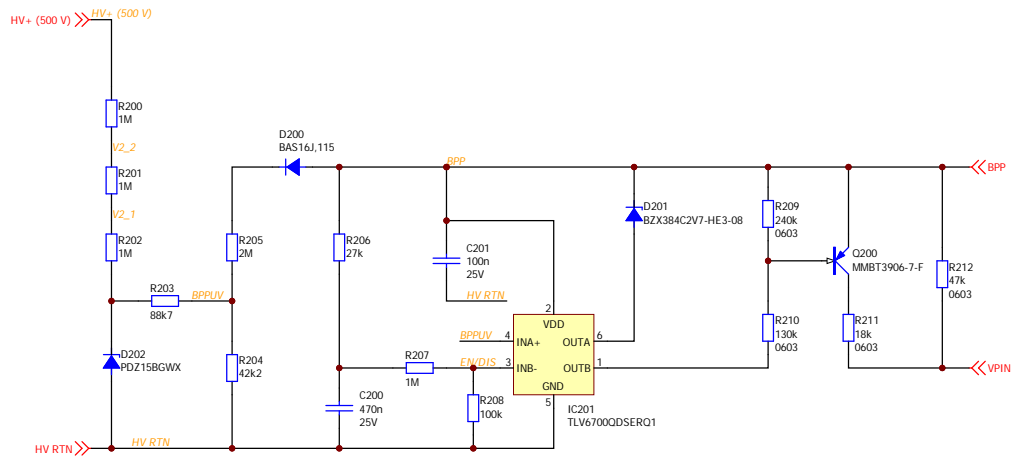 HV+ (500 V)
HV+ (500 V)
R200
1M
V2_2
R201
1M
V2_1
R202
1M
R203
88k7
D202
PDZ15BGWX
HV RTN
HV RTN
D200
BAS16J,115
R205
2M
BPPUV
R204
42k2
BPP
R206
27k
C201
100n
25V
HV RTN
C200
470n
25V
R207
1M
BPPUV
EN/DIS
R208
100k
2
VDD
4
INA+
OUTA
6
3
INB-
OUTB
1
GND
5
IC201
TLV6700QDSERQ1
D201
BZX384C2V7-HE3-08
R209
240k
0603
R210
130k
0603
Q200
MMBT3906-7-F
R211
18k
0603
R212
47k
0603
BPP
VPIN